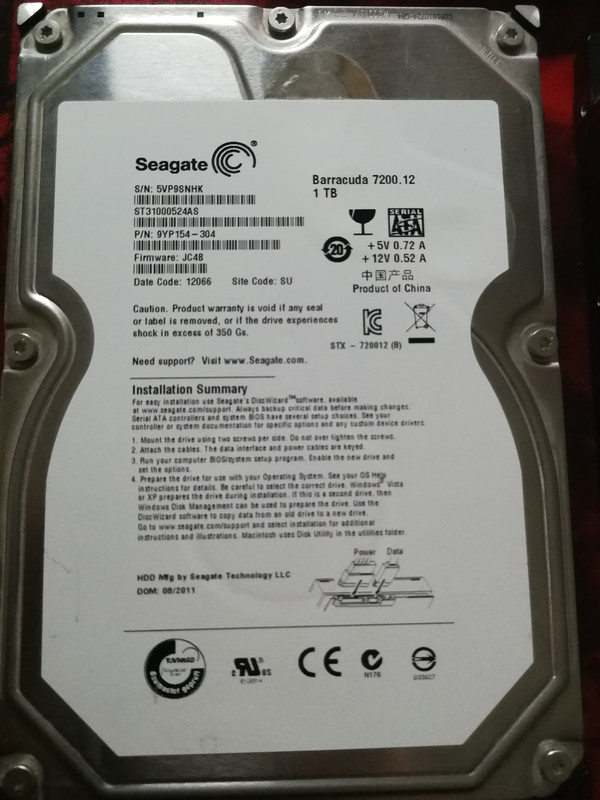 Seagate
S/N: 5VP9SNHK
ST31000524AS
P/N: 9YP154-304
Firmware: JC4B
Date Code: 12066 Site Code: SU
Barracuda 7200.12
1 TB
SERIAL
ATA
20
+5V 0.72 A
+12V 0.52 A
中国产品
Product of China
Caution. Product warranty is void if any seal
or label is removed, or if the drive experiences
shock in excess of 350 Gs.
STX - 720012 (B)
Need support? Visit www.Seagate.com.
Installation Summary
For easy installation use Seagate's DiscWizard™ software, available
at www.seagate.com/support. Always backup critical data before making changes.
Serial ATA controllers and system BIOS have several setup choices. See your
controller or system documentation for specific options and any custom device drivers.
1. Mount the drive using two screws per side. Do not over tighten the screws.
2. Attach the cables. The data interface and power cables are keyed.
3. Run your computer BIOS/system setup program. Enable the new drive and
set the options.
4. Prepare the drive for use with your Operating System. See your OS Help
instructions for details. Be careful to select the correct drive. Windows® Vista
or XP prepares the drive during installation. If this is a second drive, then
Windows Disk Management can be used to prepare the drive. Use the
DiscWizard software to copy data from an old drive to a new drive.
Go to www.seagate.com/support and select installation for additional
instructions and illustrations. Macintosh uses Disk Utility in the utilities folder.
Power Data
HDD Mfg by Seagate Technology LLC
DOM: 08/2011
Baumuster geprüft
c RU US
CE
N176